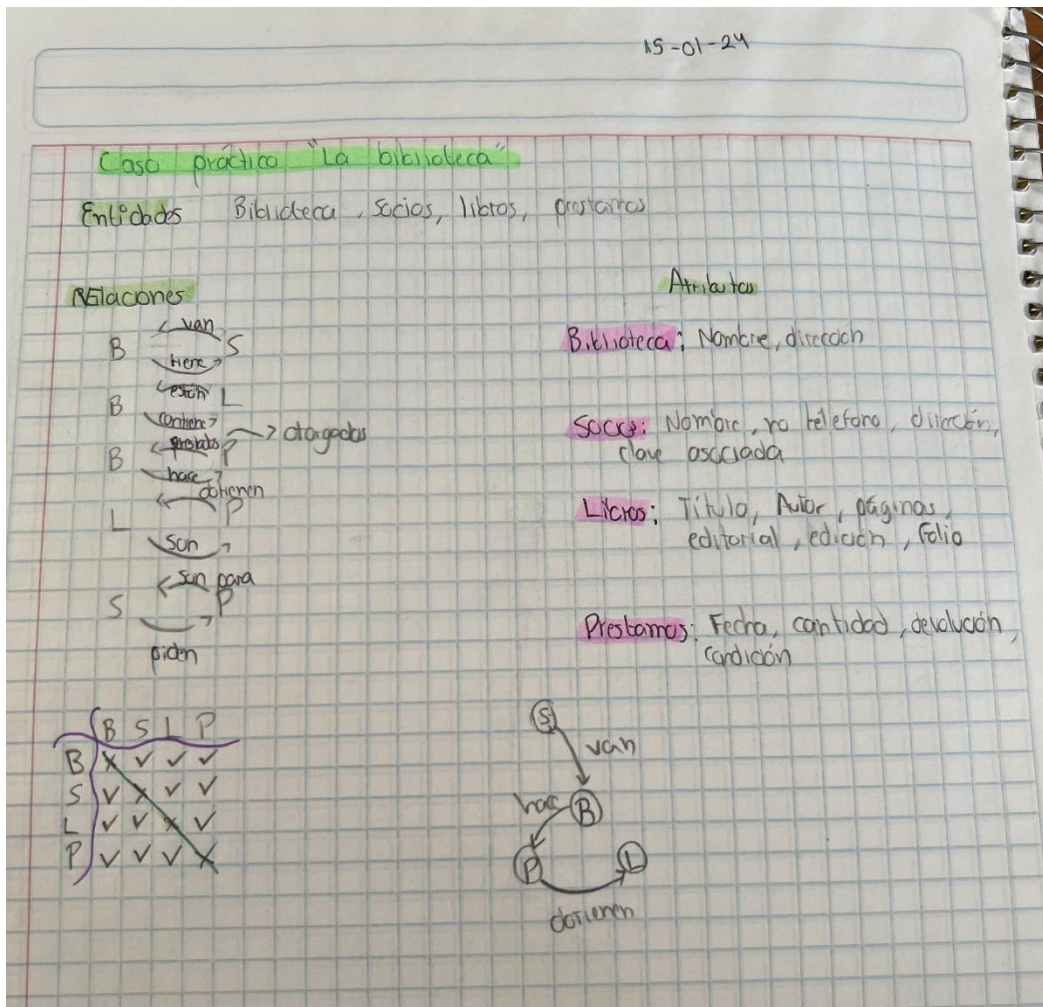 15-01-24
Caso práctico "La biblioteca"
Entidades Biblioteca, Socios, libros, prestamos
Relaciones
van
B S
tiene
están
B L
contiene
prestados otorgados
B P
hace
obtienen
L P
son
son para
S P
piden
Atributos
Biblioteca: Nombre, dirección
Socios: Nombre, no telefono, dirección,
clave asociada
Libros: Título, Autor, páginas,
editorial, edición, Folio
Prestamos: Fecha, cantidad, devolución,
condición
B S L P
B x ✓ ✓ ✓
S ✓ x ✓ ✓
L ✓ ✓ x ✓
P ✓ ✓ ✓ x
S
van
hace B
P L
obtienen